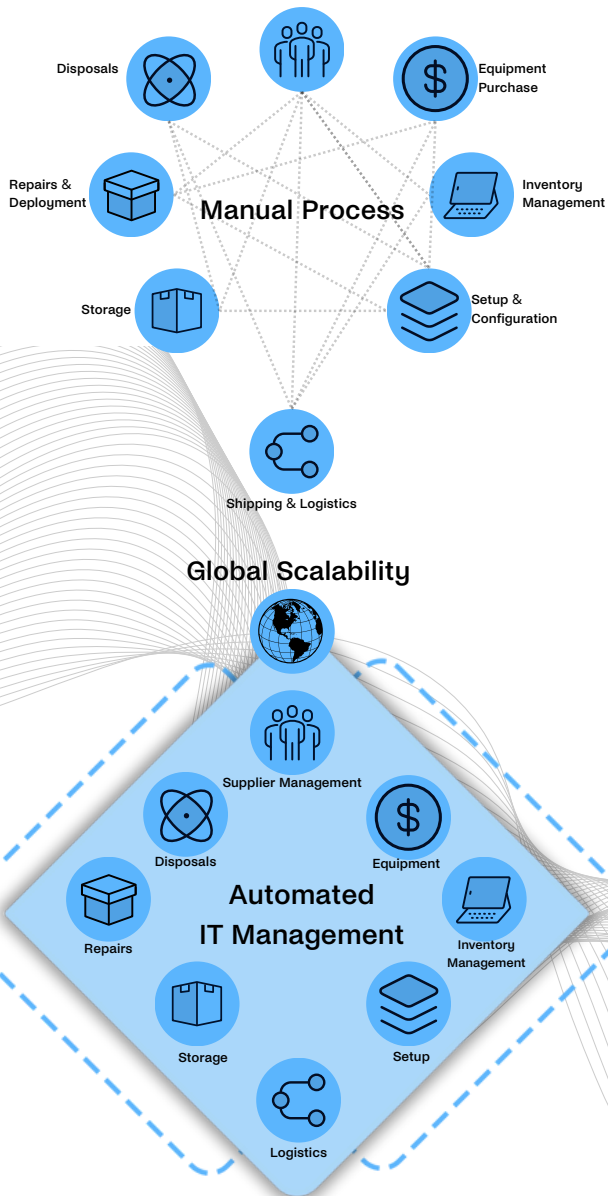 Disposals
Equipment
Purchase
Repairs &
Deployment
Manual Process
Inventory
Management
Storage
Setup &
Configuration
Shipping & Logistics
Global Scalability
Supplier Management
Disposals
Equipment
Automated
IT Management
Repairs
Inventory
Management
Storage
Setup
Logistics